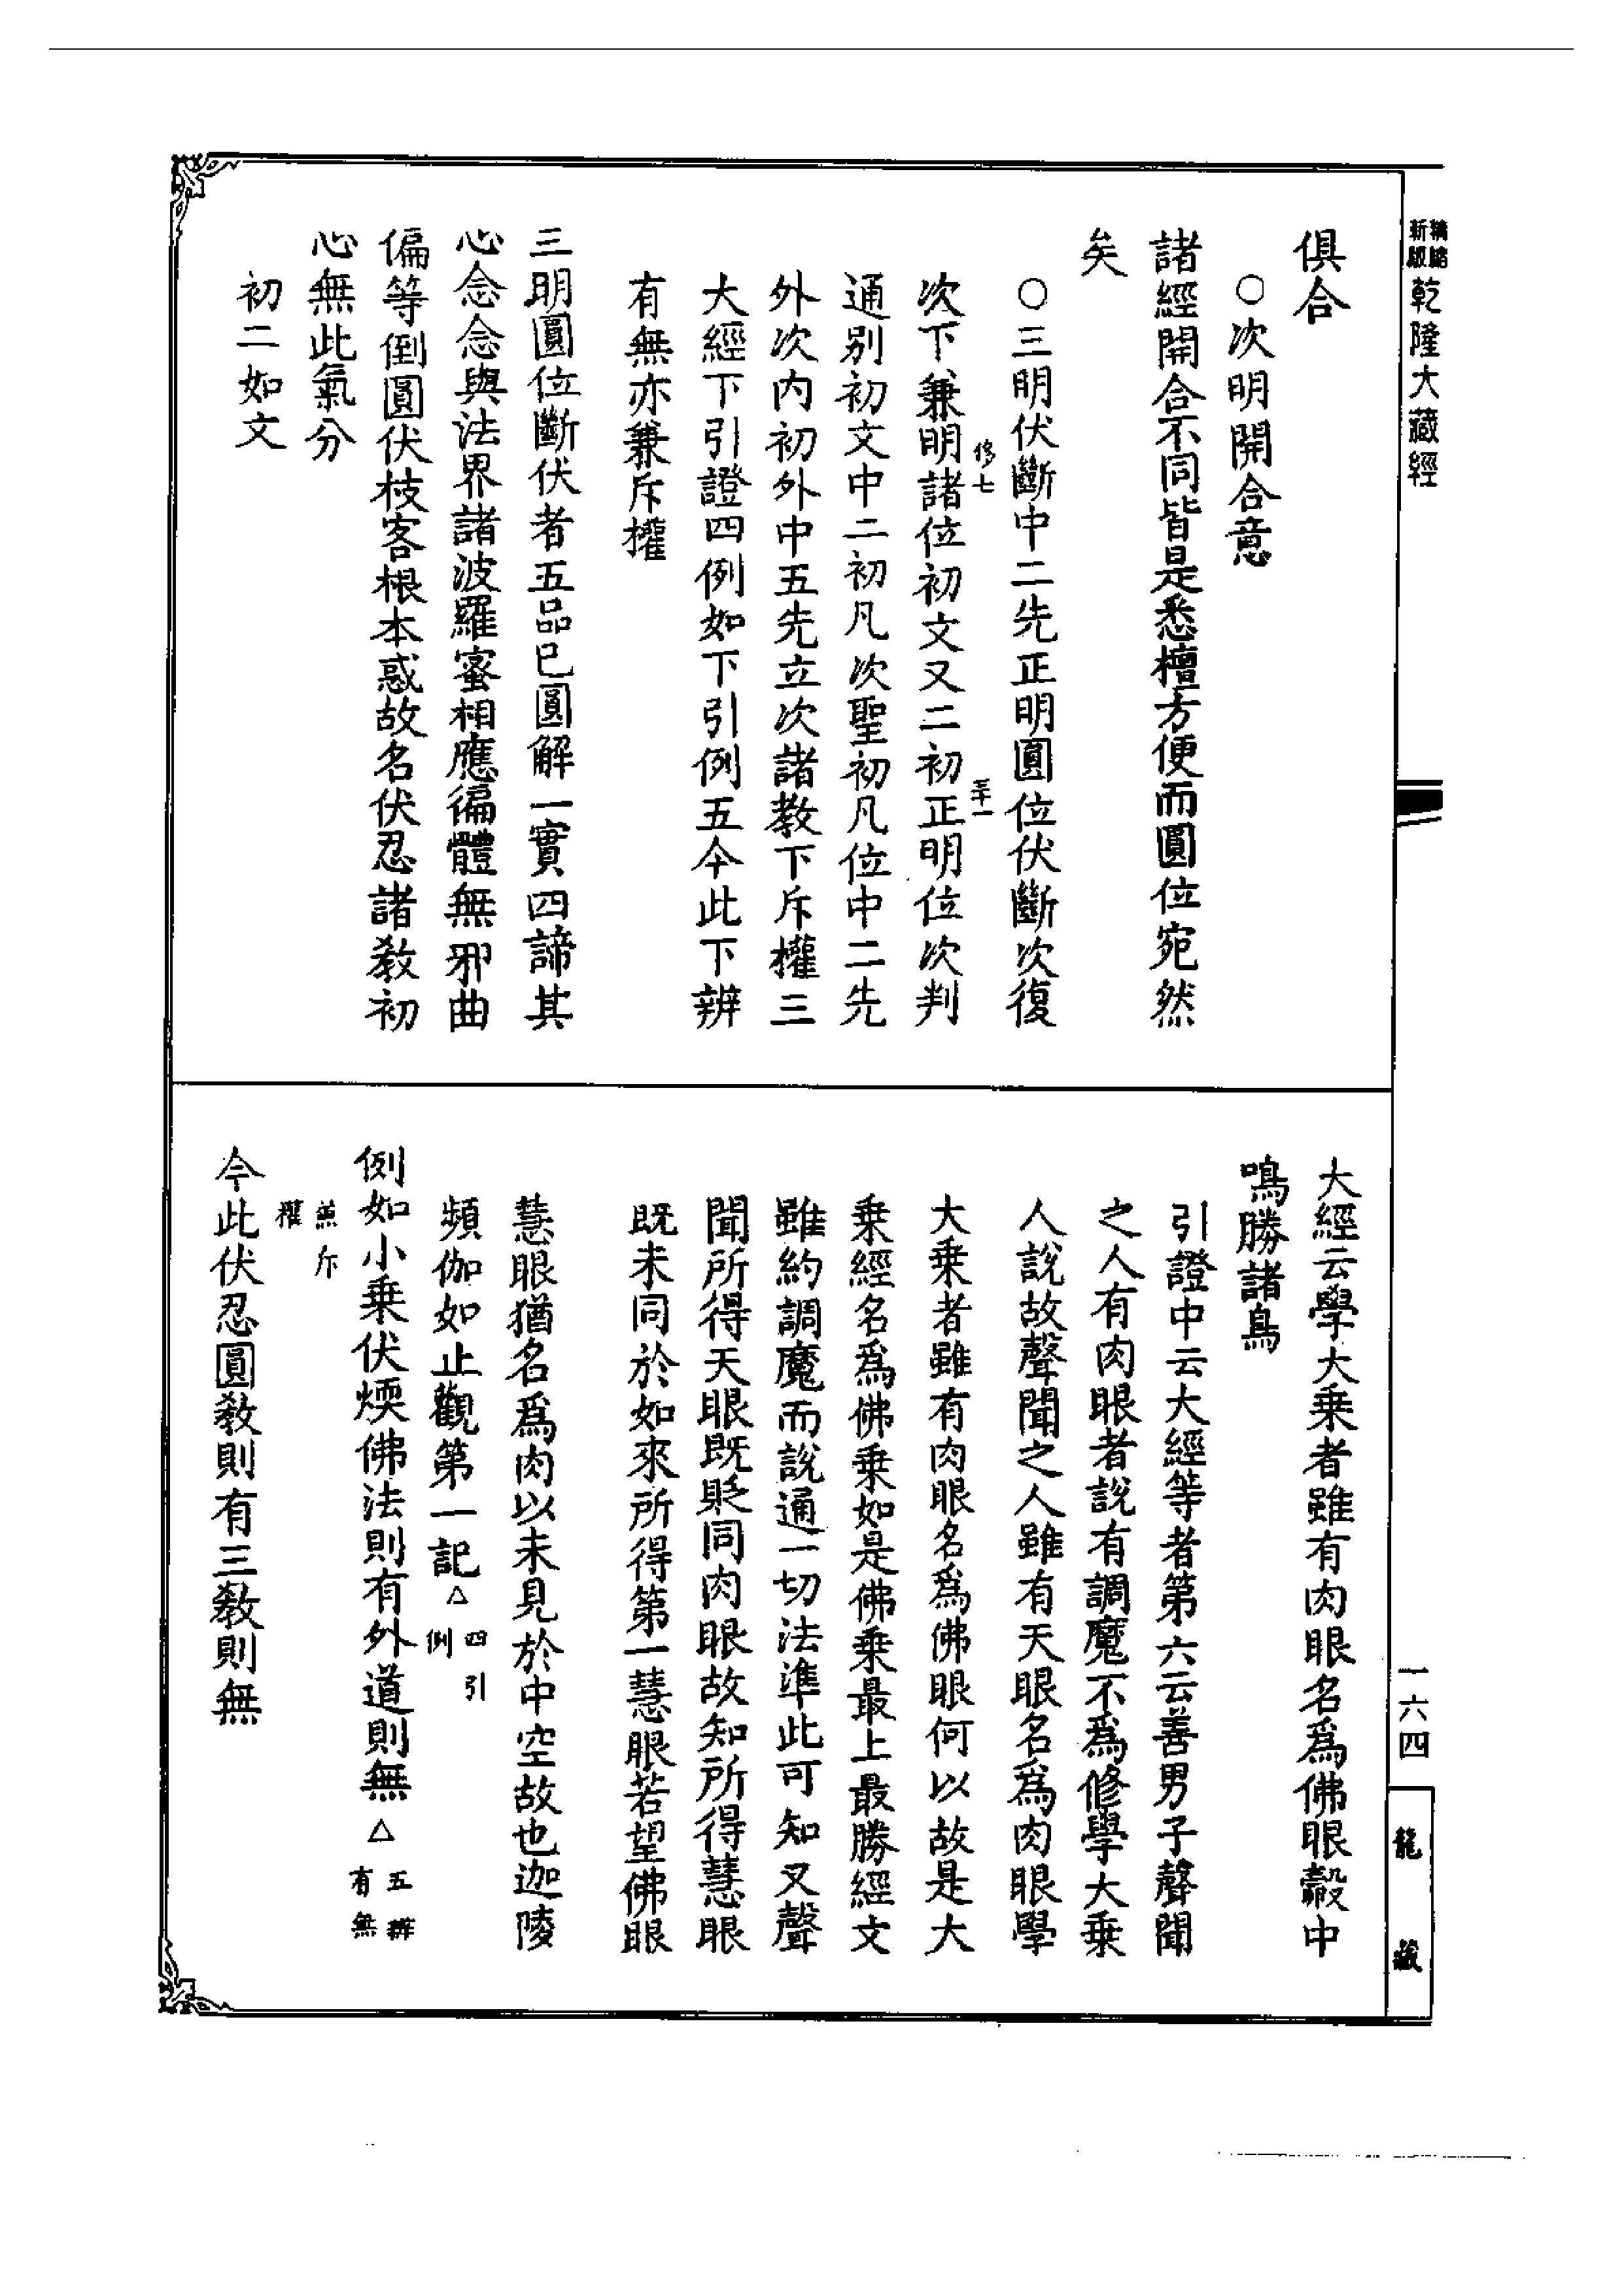 新版
乾隆大藏經
俱合
○次明開合意
諸經開合不同皆是悉檀方便而圓位宛然
矣
○三明伏斷中二先正明圓位伏斷次復
次下兼明諸位初文又二初正明位次判
通別初文中二初凡次聖初凡位中二先
外次内初外中五先立次諸教下斥權三
大經下引證四例如下引例五今此下辨
有無亦兼斥權
三明圓位斷伏者五品已圓解一實四諦其
心念念與法界諸波羅蜜相應徧體無邪曲
偏等倒圓伏枝客根本惑故名伏忍諸教初
心無此氣分
初二如文
大經云學大乗者雖有肉眼名爲佛眼鷇中
鳴勝諸鳥
引證中云大經等者第六云善男子聲聞
之人有肉眼者說有調魔不爲修學大乗
人說故聲聞之人雖有天眼名爲肉眼學
大乗者雖有肉眼名爲佛眼何以故是大
乗經名爲佛乗如是佛乗最上最勝經文
雖約調魔而說通一切法準此可知又聲
聞所得天眼既貶同肉眼故知所得慧眼
既未同於如來所得第一慧眼若望佛眼
慧眼猶名爲肉以未見於中空故也迦陵
頻伽如止觀第一記△四引例
例如小乗伏煗佛法則有外道則無△五辨有無
兼斥權
今此伏忍圓教則有三教則無
一六四
龍藏